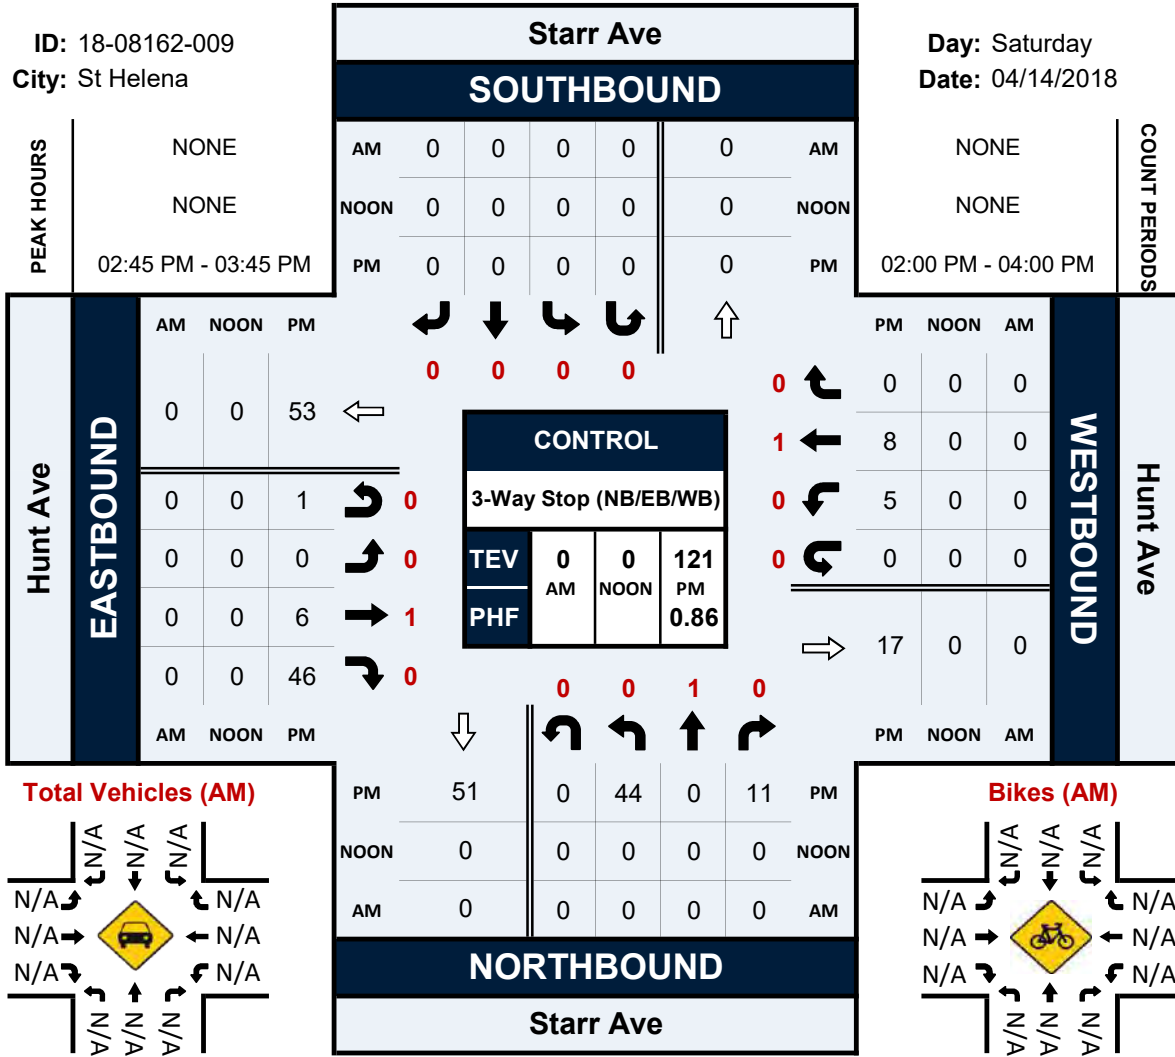 ID: 18-08162-009
City: St Helena
Starr Ave
SOUTHBOUND
Day: Saturday
Date: 04/14/2018
PEAK HOURS
NONE
NONE
02:45 PM - 03:45 PM
AM 0 0 0 0 0 AM
NOON 0 0 0 0 0 NOON
PM 0 0 0 0 0 PM
NONE
NONE
02:00 PM - 04:00 PM
COUNT PERIODS
0 0 0 0
Hunt Ave
EASTBOUND
AM NOON PM
0 0 53
0 0 1 0
0 0 0 0
0 0 6 1
0 0 46 0
AM NOON PM
CONTROL
3-Way Stop (NB/EB/WB)
TEV 0 0 121
AM NOON PM
PHF 0.86
PM NOON AM
0 0 0 0
1 8 0 0
0 5 0 0
0 0 0 0
17 0 0
PM NOON AM
WESTBOUND
Hunt Ave
0 0 1 0
PM 51 0 44 0 11 PM
NOON 0 0 0 0 0 NOON
AM 0 0 0 0 0 AM
NORTHBOUND
Starr Ave
Total Vehicles (AM)
N/A N/A N/A
N/A N/A
N/A N/A
N/A N/A
N/A N/A N/A
Bikes (AM)
N/A N/A N/A
N/A N/A
N/A N/A
N/A N/A
N/A N/A N/A